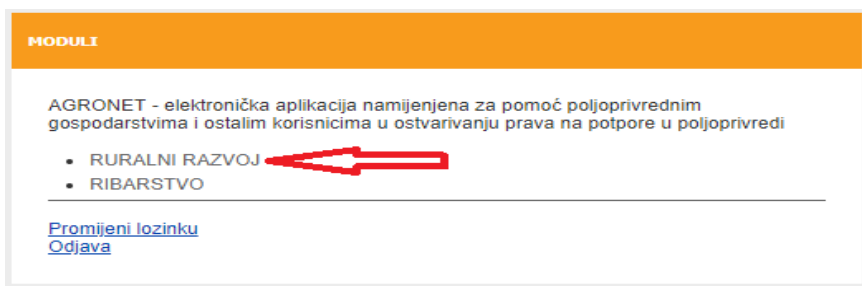 MODULI
AGRONET - elektronička aplikacija namijenjena za pomoć poljoprivrednim
gospodarstvima i ostalim korisnicima u ostvarivanju prava na potpore u poljoprivredi
• RURALNI RAZVOJ
• RIBARSTVO
Promijeni lozinku
Odjava